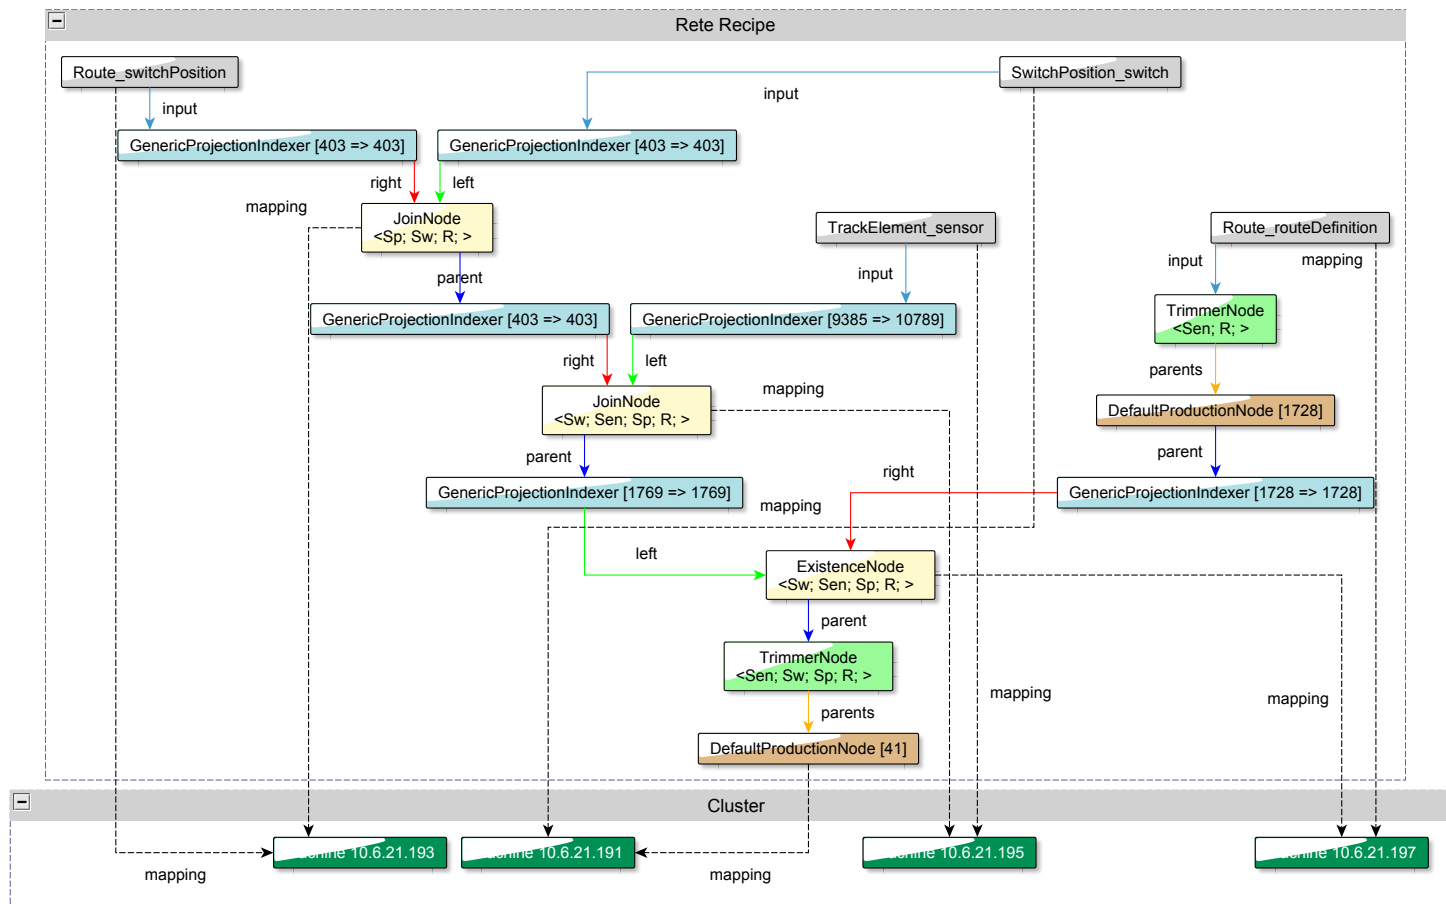 Rete Recipe
Route_switchPosition
SwitchPosition_switch
input
input
GenericProjectionIndexer [403 => 403]
GenericProjectionIndexer [403 => 403]
right
left
mapping
JoinNode
<Sp; Sw; R; >
TrackElement_sensor
Route_routeDefinition
parent
input
input
mapping
GenericProjectionIndexer [403 => 403]
GenericProjectionIndexer [9385 => 10789]
TrimmerNode
<Sen; R; >
right
left
parents
mapping
JoinNode
<Sw; Sen; Sp; R; >
DefaultProductionNode [1728]
parent
parent
right
GenericProjectionIndexer [1769 => 1769]
GenericProjectionIndexer [1728 => 1728]
mapping
left
ExistenceNode
<Sw; Sen; Sp; R; >
parent
TrimmerNode
<Sen; Sw; Sp; R; >
mapping
mapping
parents
DefaultProductionNode [41]
Cluster
10.6.21.193
10.6.21.191
10.6.21.195
10.6.21.197
mapping
mapping